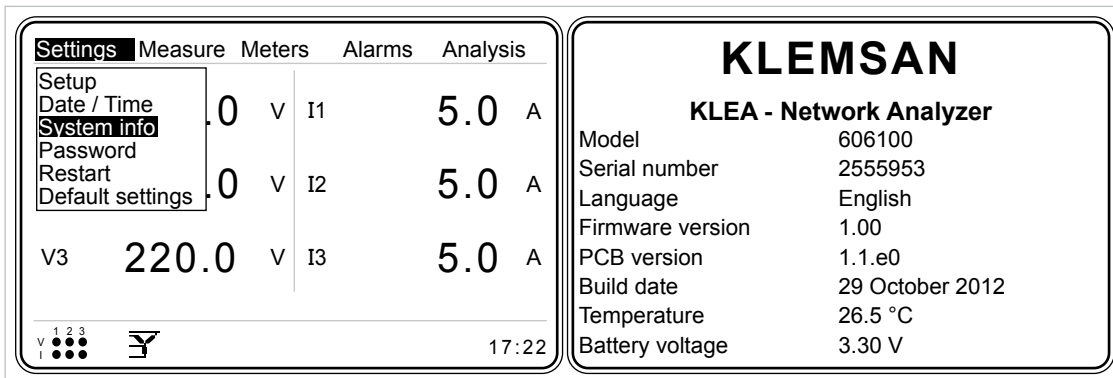 Settings Measure Meters Alarms Analysis
Setup
Date / Time
System info
Password
Restart
Default settings
.0 V I1 5.0 A
.0 V I2 5.0 A
V3 220.0 V I3 5.0 A
1 2 3
V
I
17:22
KLEMSAN
KLEA - Network Analyzer
Model 606100
Serial number 2555953
Language English
Firmware version 1.00
PCB version 1.1.e0
Build date 29 October 2012
Temperature 26.5 °C
Battery voltage 3.30 V